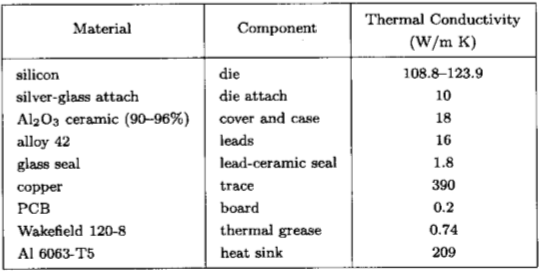 Material Component Thermal Conductivity
(W/m K)
silicon die 108.8–123.9
silver-glass attach die attach 10
Al2O3 ceramic (90–96%) cover and case 18
alloy 42 leads 16
glass seal lead-ceramic seal 1.8
copper trace 390
PCB board 0.2
Wakefield 120-8 thermal grease 0.74
Al 6063-T5 heat sink 209